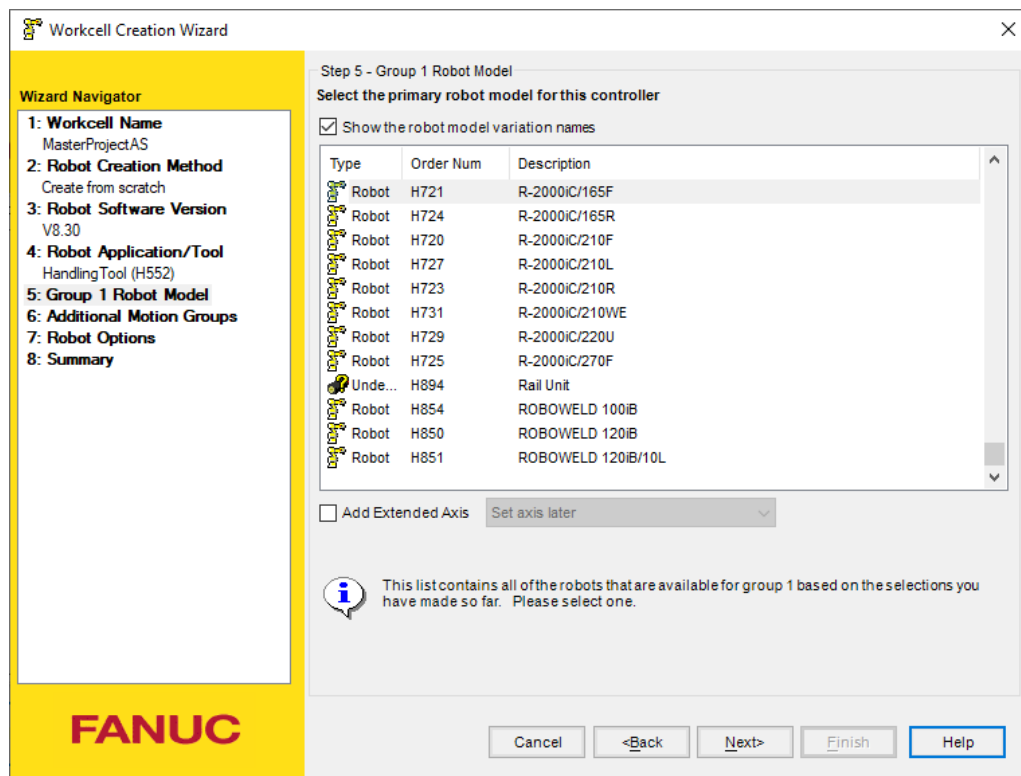 Workcell Creation Wizard
Wizard Navigator
1: Workcell Name
MasterProjectAS
2: Robot Creation Method
Create from scratch
3: Robot Software Version
V8.30
4: Robot Application/Tool
HandlingTool (H552)
5: Group 1 Robot Model
6: Additional Motion Groups
7: Robot Options
8: Summary
FANUC
Step 5 - Group 1 Robot Model
Select the primary robot model for this controller
Show the robot model variation names
Type Order Num Description
Robot H721 R-2000iC/165F
Robot H724 R-2000iC/165R
Robot H720 R-2000iC/210F
Robot H727 R-2000iC/210L
Robot H723 R-2000iC/210R
Robot H731 R-2000iC/210WE
Robot H729 R-2000iC/220U
Robot H725 R-2000iC/270F
Unde... H894 Rail Unit
Robot H854 ROBOWELD 100iB
Robot H850 ROBOWELD 120iB
Robot H851 ROBOWELD 120iB/10L
Add Extended Axis Set axis later
This list contains all of the robots that are available for group 1 based on the selections you
have made so far. Please select one.
Cancel <Back Next> Finish Help